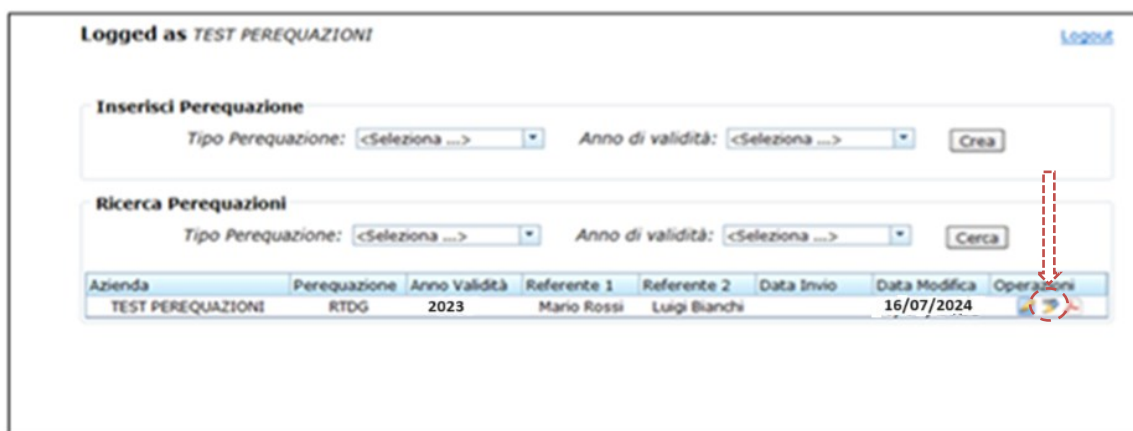 Logged as TEST PEREQUAZIONI Logout
Inserisci Perequazione
Tipo Perequazione: <Seleziona ...> Anno di validità: <Seleziona ...> Crea
Ricerca Perequazioni
Tipo Perequazione: <Seleziona ...> Anno di validità: <Seleziona ...> Cerca
Azienda Perequazione Anno Validità Referente 1 Referente 2 Data Invio Data Modifica Operazioni
TEST PEREQUAZIONI RTDG 2023 Mario Rossi Luigi Bianchi 16/07/2024